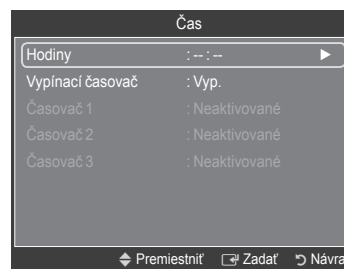 Čas
Hodiny : -- : -- ►
Vypínací časovač : Vyp.
Časovač 1 : Neaktivované
Časovač 2 : Neaktivované
Časovač 3 : Neaktivované
Premiestniť Zadať Návra